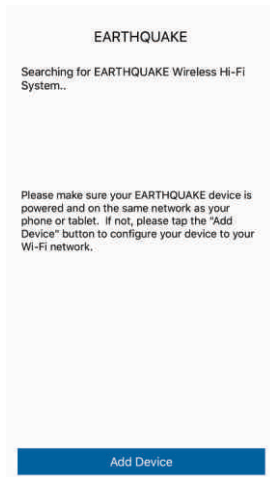 EARTHQUAKE
Searching for EARTHQUAKE Wireless Hi-Fi
System..
Please make sure your EARTHQUAKE device is
powered and on the same network as your
phone or tablet. If not, please tap the "Add
Device" button to configure your device to your
Wi-Fi network.
Add Device